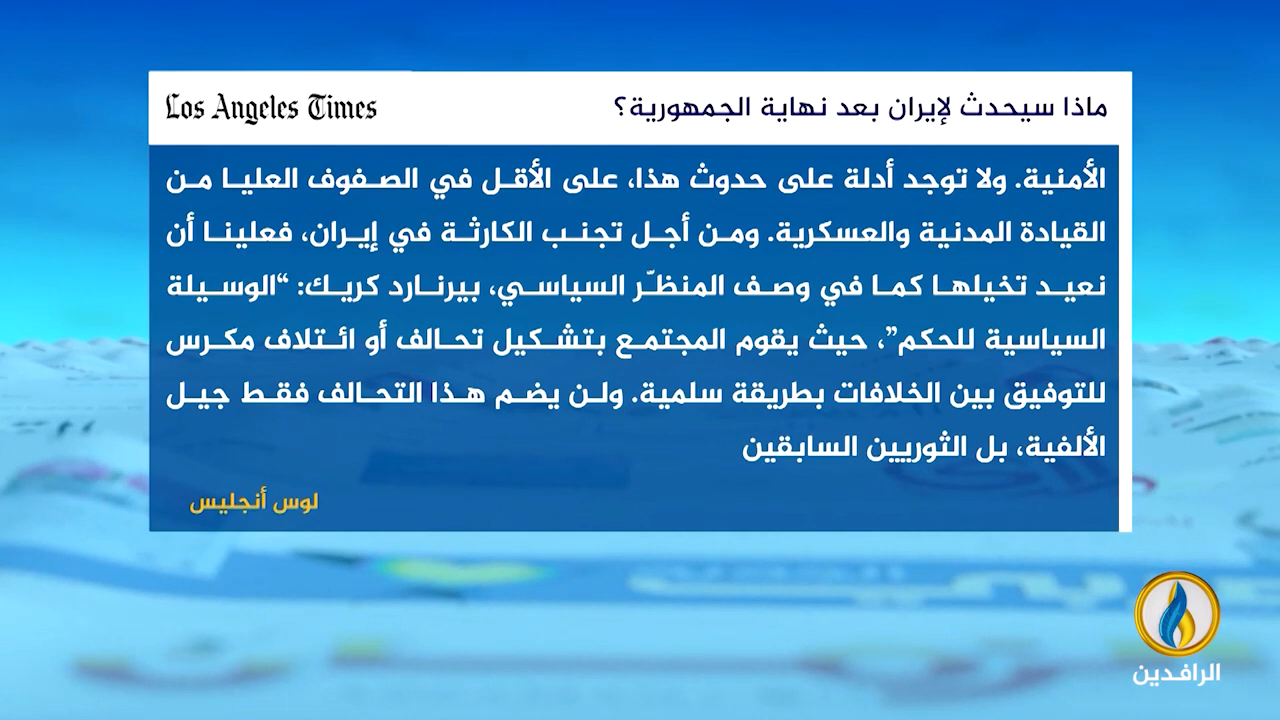 ماذا سيحدث لإيران بعد نهاية الجمهورية؟
Los Angeles Times
الأمنية. ولا توجد أدلة على حدوث هذا، على الأقل في الصفوف العليا من
القيادة المدنية والعسكرية. ومن أجل تجنب الكارثة في إيران، فعلينا أن
نعيد تخيلها كما في وصف المنظّر السياسي، بيرنارد كريك: “الوسيلة
السياسية للحكم”، حيث يقوم المجتمع بتشكيل تحالف أو ائتلاف مكرس
للتوفيق بين الخلافات بطريقة سلمية. ولن يضم هذا التحالف فقط جيل
الألفية، بل الثوريين السابقين
لوس أنجليس
الرافدين